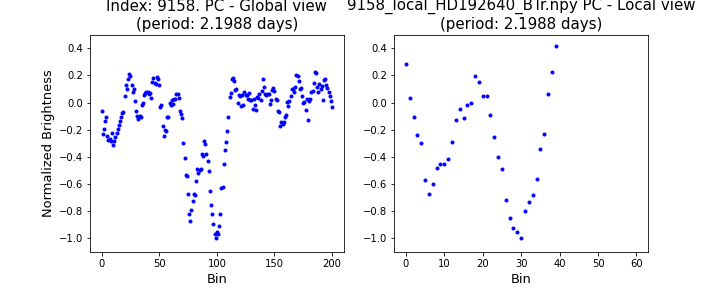 Index: 9158. PC - Global view
(period: 2.1988 days)
9158_local_HD192640_BTfr.npy PC - Local view
(period: 2.1988 days)
Normalized Brightness
0.4
0.2
0.0
−0.2
−0.4
−0.6
−0.8
−1.0
0 50 100 150 200
Bin
0.4
0.2
0.0
−0.2
−0.4
−0.6
−0.8
−1.0
0 10 20 30 40 50 60
Bin